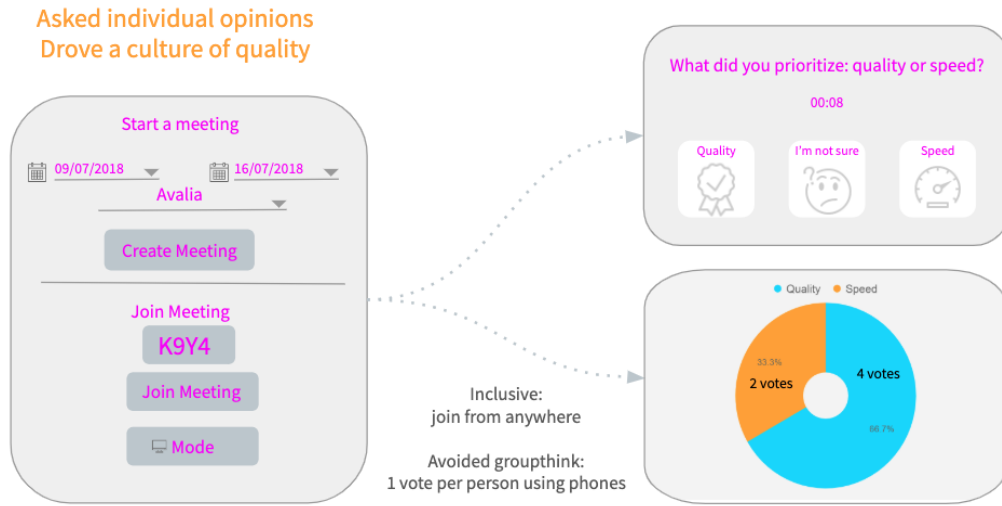 Asked individual opinions
Drove a culture of quality
Start a meeting
09/07/2018
16/07/2018
Avalia
Create Meeting
Join Meeting
K9Y4
Join Meeting
Mode
Inclusive:
join from anywhere
Avoided groupthink:
1 vote per person using phones
What did you prioritize: quality or speed?
00:08
Quality
I'm not sure
Speed
Quality
Speed
33.3%
2 votes
4 votes
66.7%